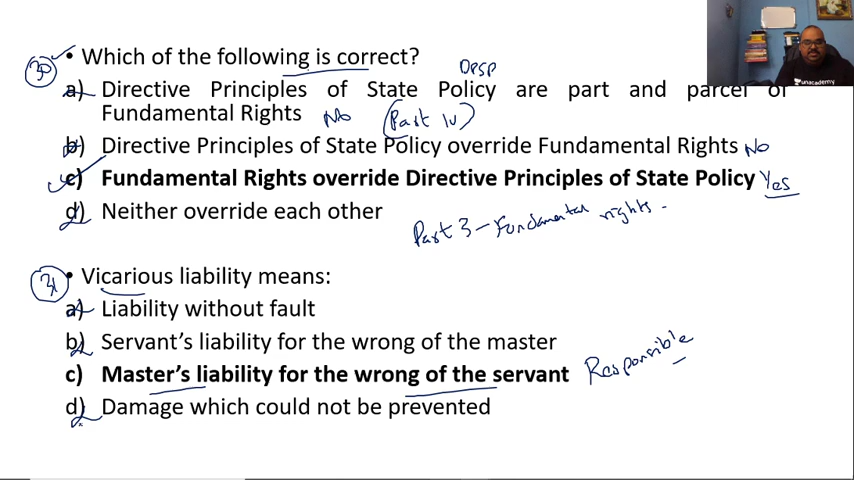 30 • Which of the following is correct?
DPSP
a) Directive Principles of State Policy are part and parcel of
Fundamental Rights No (Part IV)
b) Directive Principles of State Policy override Fundamental Rights No
c) Fundamental Rights override Directive Principles of State Policy Yes
d) Neither override each other
Part 3 - Fundamental rights.
31 • Vicarious liability means:
a) Liability without fault
b) Servant's liability for the wrong of the master
c) Master's liability for the wrong of the servant Responsible
d) Damage which could not be prevented
unacademy